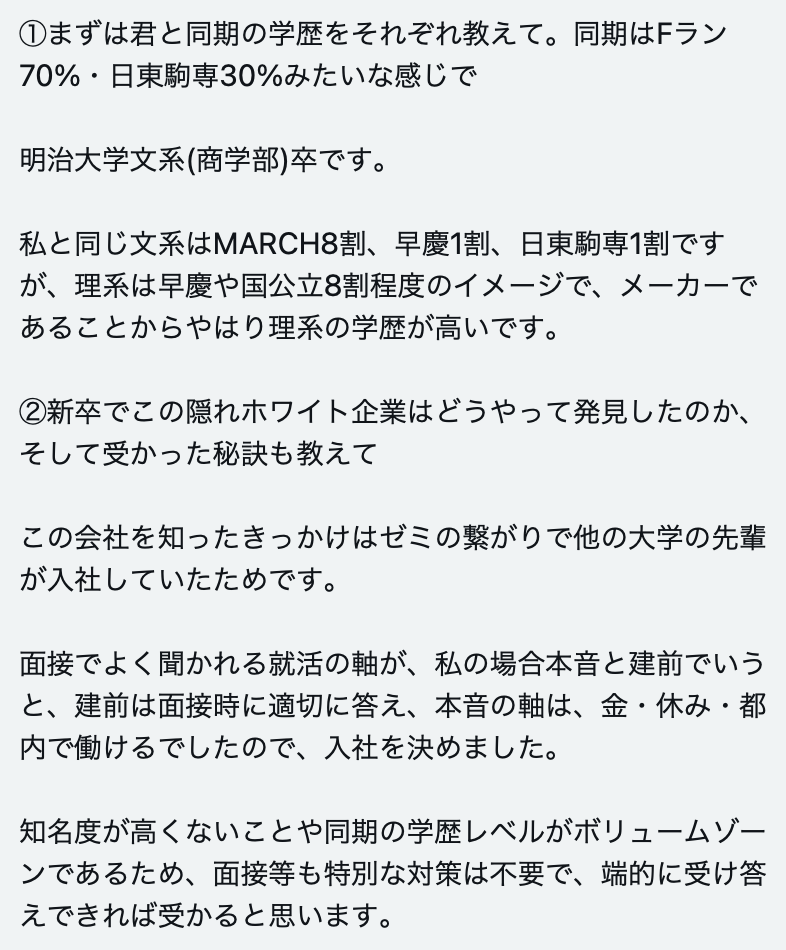 ①まずは君と同期の学歴をそれぞれ教えて。同期はFラン
70%・日東駒専30%みたいな感じで
明治大学文系(商学部)卒です。
私と同じ文系はMARCH8割、早慶1割、日東駒専1割です
が、理系は早慶や国公立8割程度のイメージで、メーカーで
あることからやはり理系の学歴が高いです。
②新卒でこの隠れホワイト企業はどうやって発見したのか、
そして受かった秘訣も教えて
この会社を知ったきっかけはゼミの繋がりで他の大学の先輩
が入社していたためです。
面接でよく聞かれる就活の軸が、私の場合本音と建前でいう
と、建前は面接時に適切に答え、本音の軸は、金・休み・都
内で働けるでしたので、入社を決めました。
知名度が高くないことや同期の学歴レベルがボリュームゾー
ンであるため、面接等も特別な対策は不要で、端的に受け答
えできれば受かると思います。